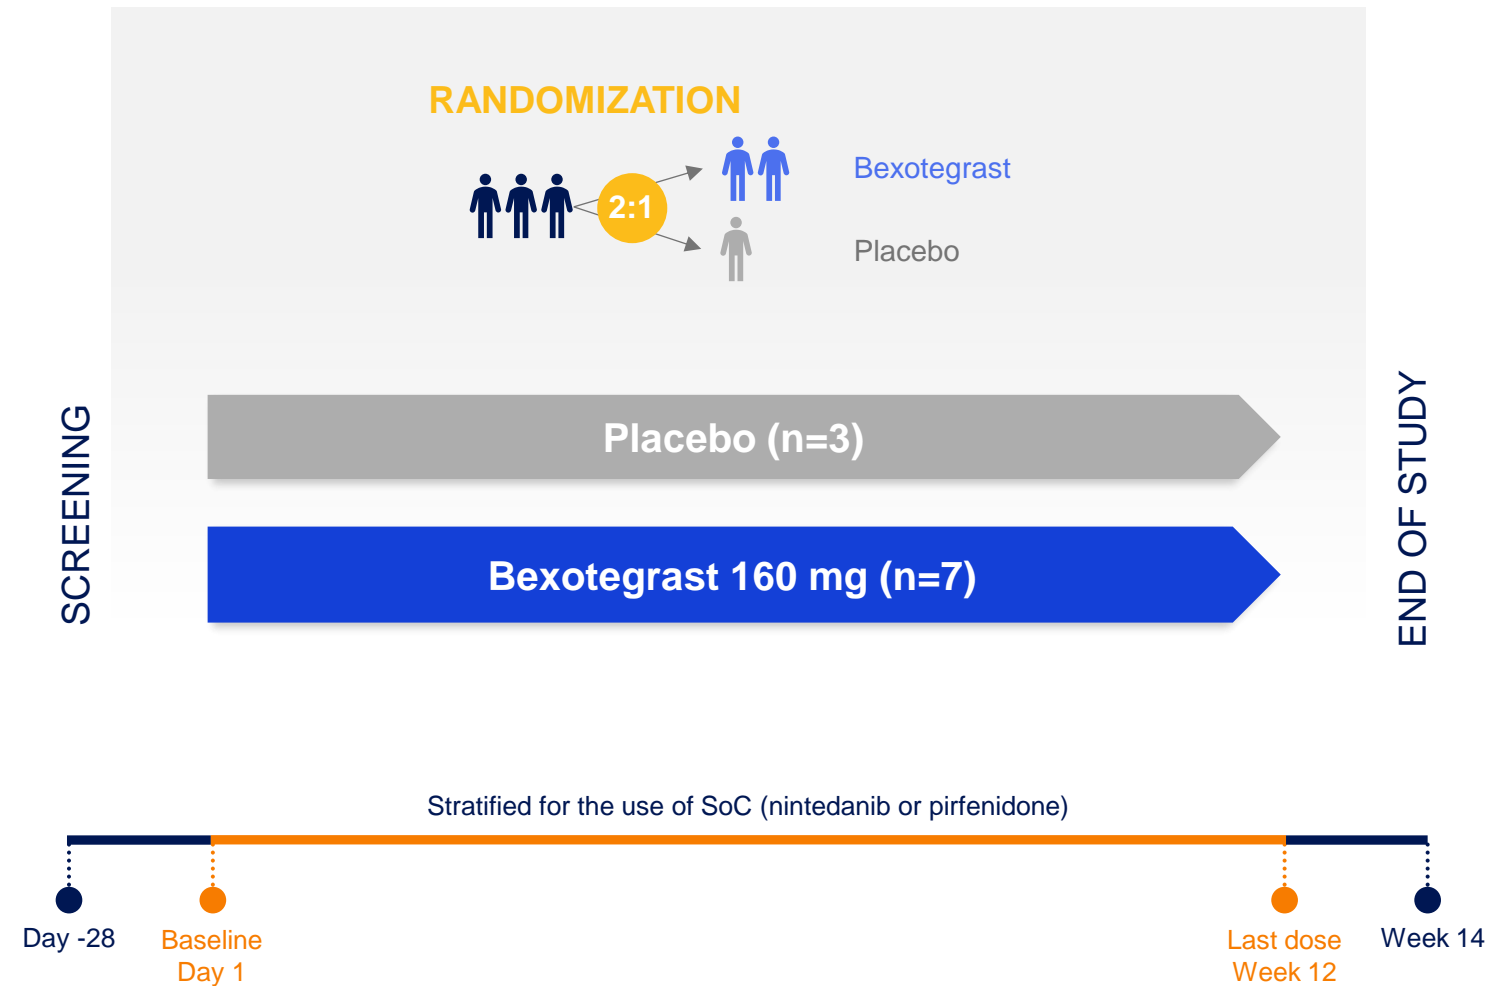 RANDOMIZATION
2:1
Bexotegrast
Placebo
SCREENING
Placebo (n=3)
Bexotegrast 160 mg (n=7)
END OF STUDY
Stratified for the use of SoC (nintedanib or pirfenidone)
Day -28
Baseline
Day 1
Last dose
Week 12
Week 14